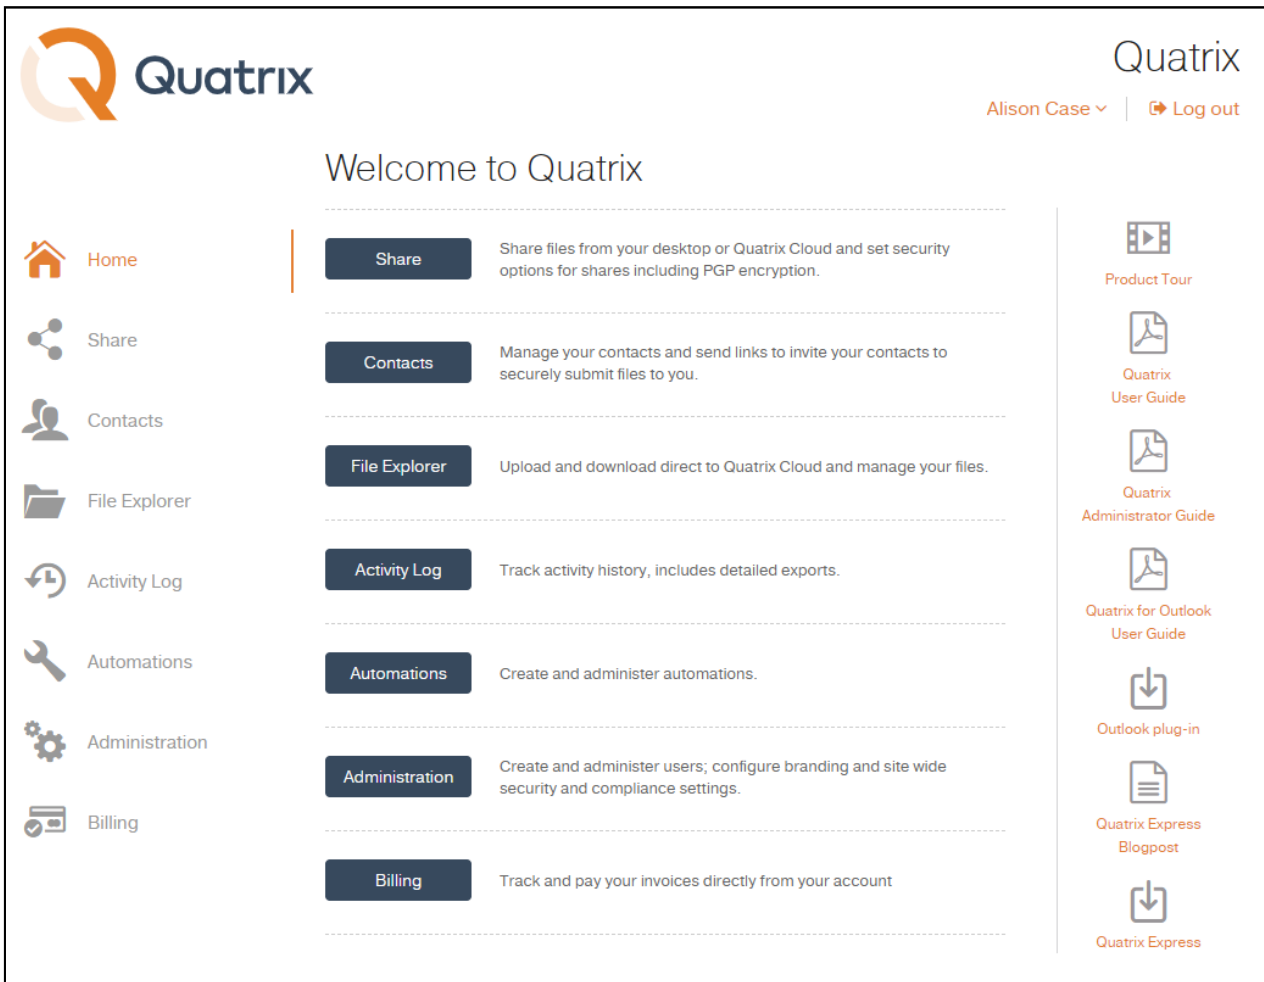 Quatrix
Quatrix
Alison Case
Log out
Welcome to Quatrix
Home
Share
Contacts
File Explorer
Activity Log
Automations
Administration
Billing
Share
Share files from your desktop or Quatrix Cloud and set security
options for shares including PGP encryption.
Contacts
Manage your contacts and send links to invite your contacts to
securely submit files to you.
File Explorer
Upload and download direct to Quatrix Cloud and manage your files.
Activity Log
Track activity history, includes detailed exports.
Automations
Create and administer automations.
Administration
Create and administer users; configure branding and site wide
security and compliance settings.
Billing
Track and pay your invoices directly from your account
Product Tour
Quatrix
User Guide
Quatrix
Administrator Guide
Quatrix for Outlook
User Guide
Outlook plug-in
Quatrix Express
Blogpost
Quatrix Express